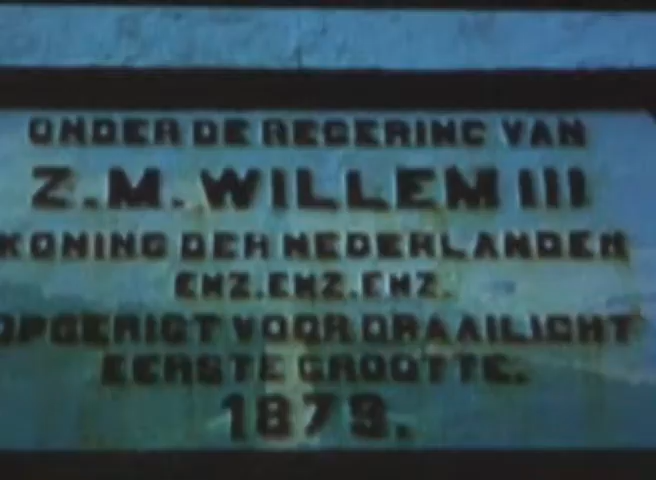 ONDER DE REGERING VAN
Z.M. WILLEM III
KONING DER NEDERLANDEN
ENZ.ENZ.ENZ.
OPGERIGT VOOR DRAAILICHT
EERSTE GROOTTE.
1879.